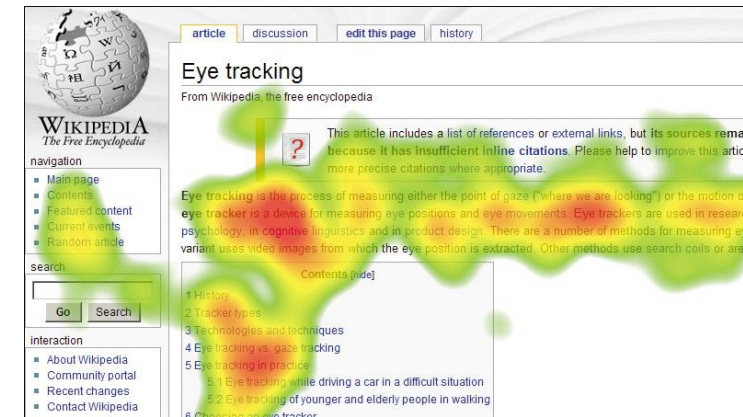 article discussion edit this page history
WIKIPEDIA
The Free Encyclopedia
navigation
Main page
Contents
Featured content
Current events
Random article
search
Go Search
interaction
About Wikipedia
Community portal
Recent changes
Contact Wikipedia
Eye tracking
From Wikipedia, the free encyclopedia
This article includes a list of references or external links, but its sources rema
because it has insufficient inline citations. Please help to improve this artic
more precise citations where appropriate.
Eye tracking is the process of measuring either the point of gaze ("where we are looking") or the motion o
eye tracker is a device for measuring eye positions and eye movements. Eye trackers are used in resear
psychology, in cognitive linguistics and in product design. There are a number of methods for measuring ey
variant uses video images from which the eye position is extracted. Other methods use search coils or are
Contents [hide]
1 History
2 Tracker types
3 Technologies and techniques
4 Eye tracking vs. gaze tracking
5 Eye tracking in practice
5.1 Eye tracking while driving a car in a difficult situation
5.2 Eye tracking of younger and elderly people in walking
6 Choosing an eye tracker